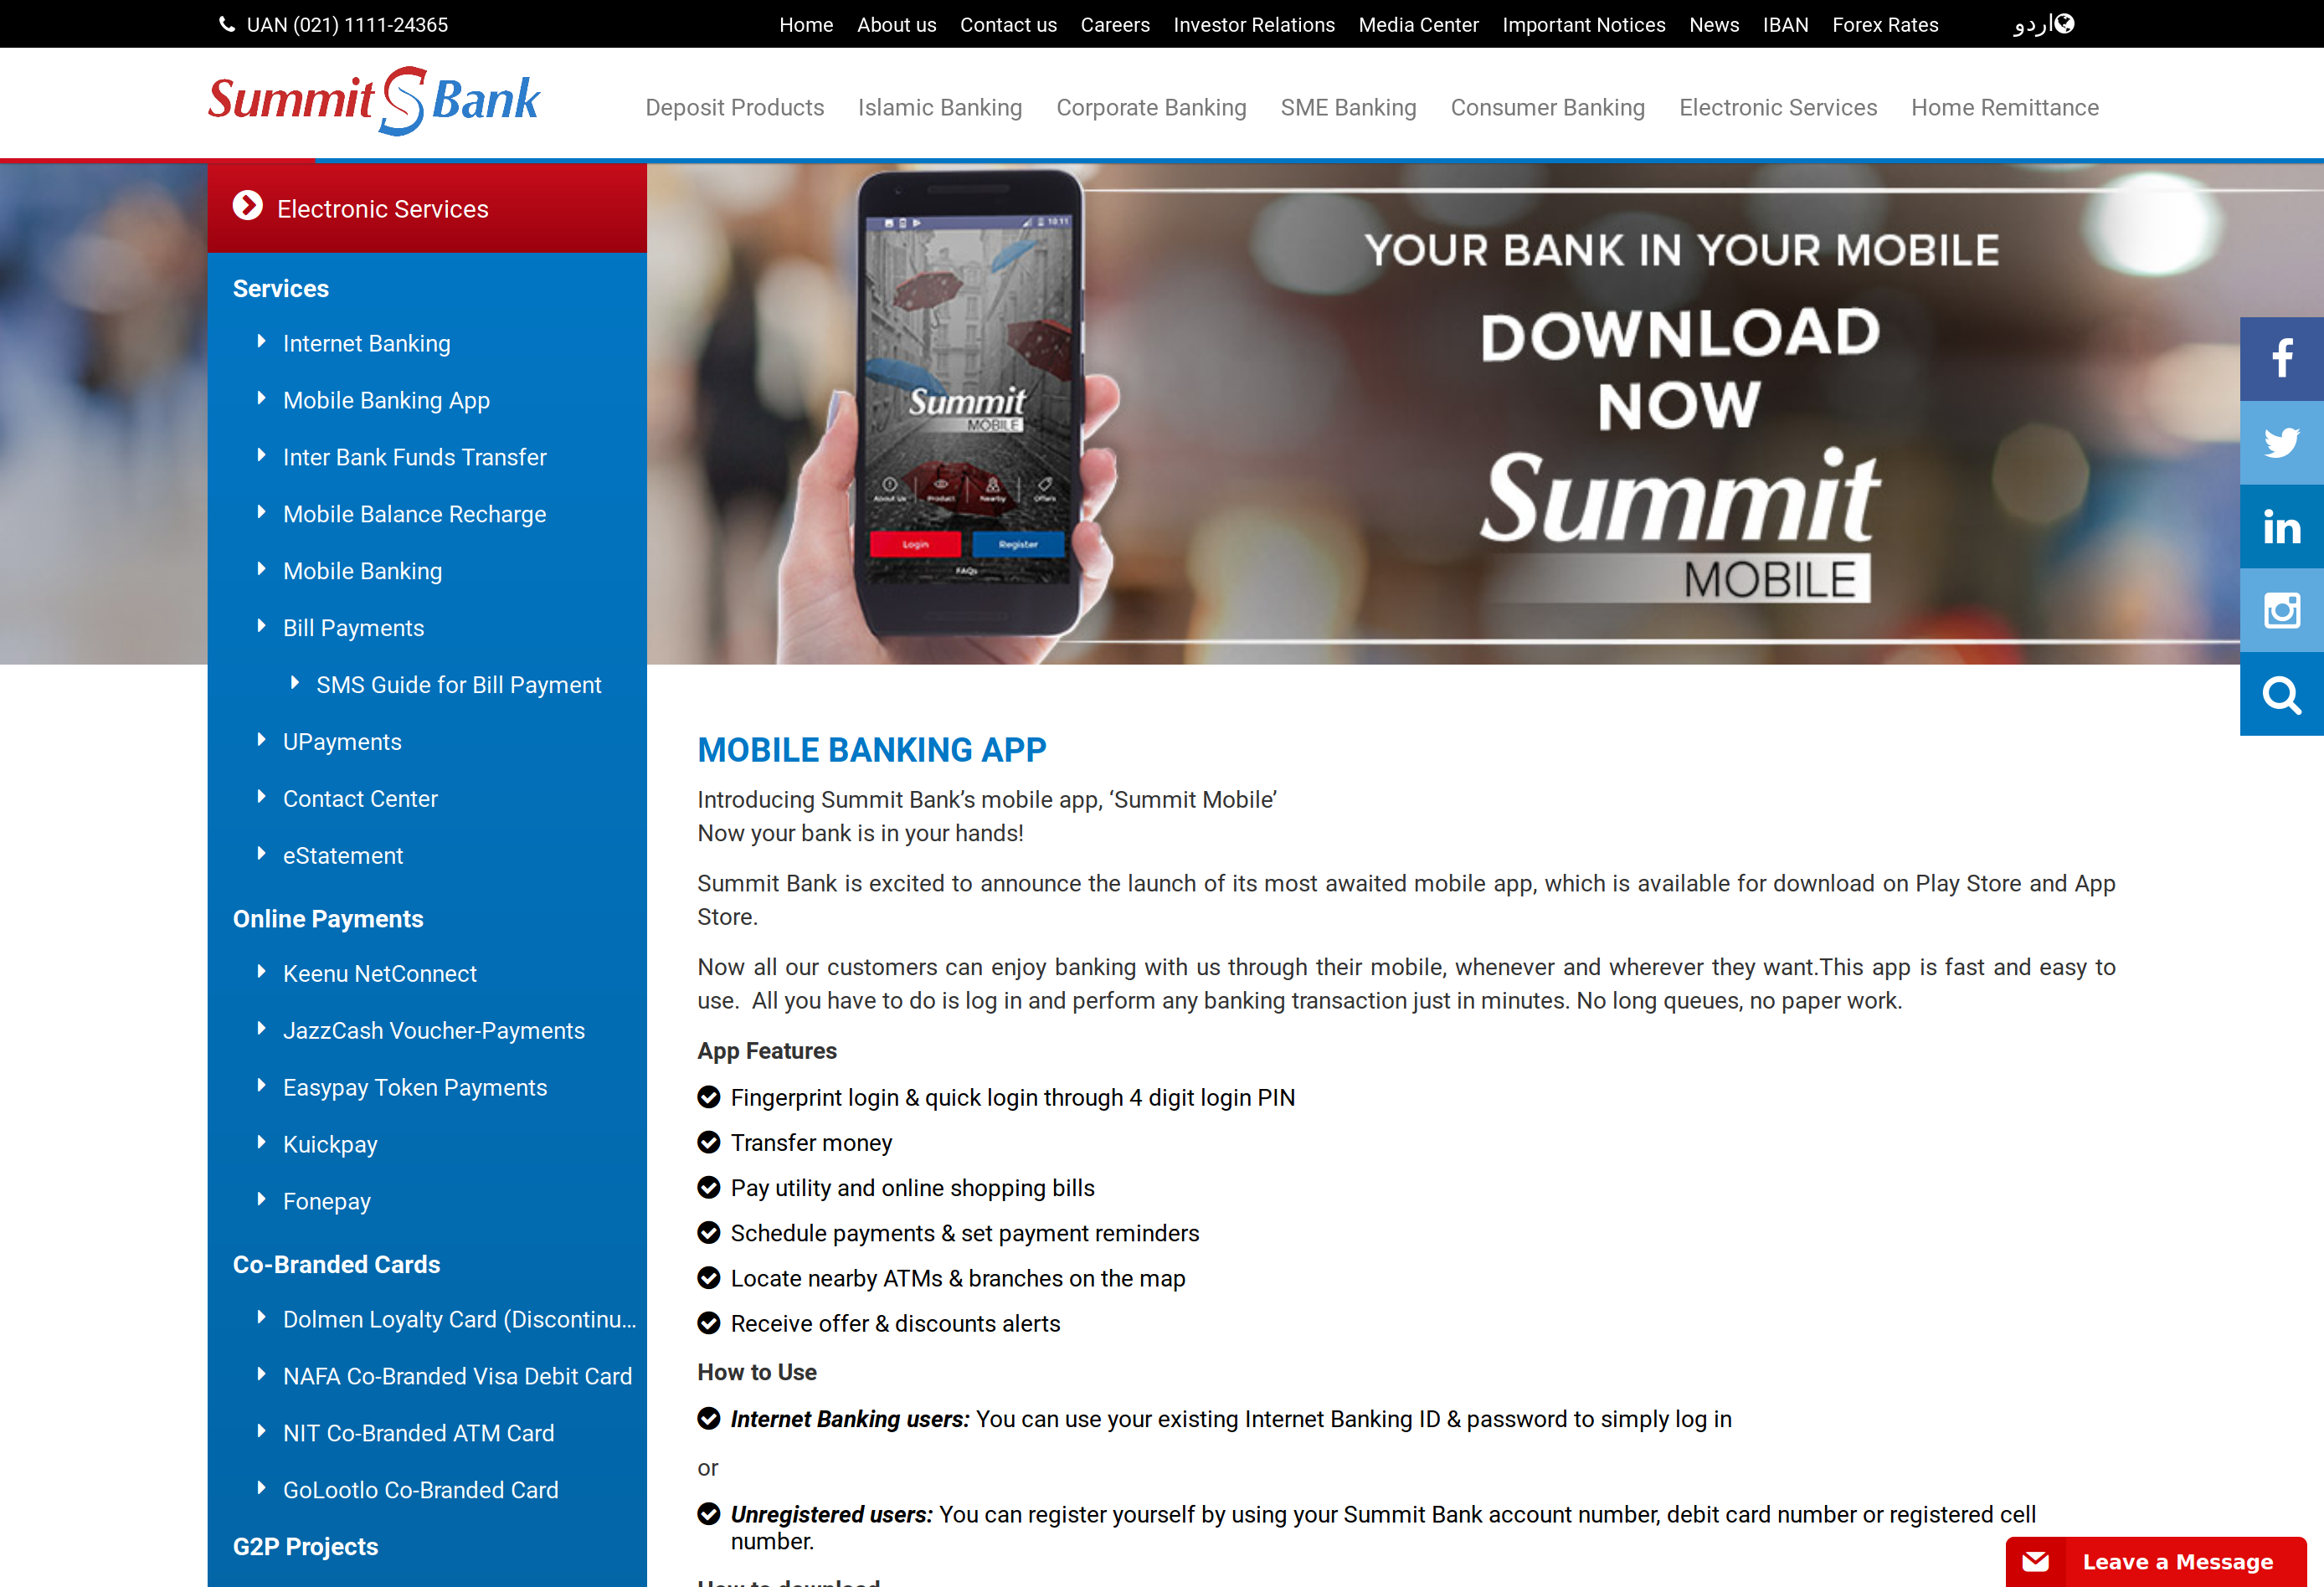 UAN (021) 1111-24365
Home About us Contact us Careers Investor Relations Media Center Important Notices News IBAN Forex Rates اردو
Summit S Bank
Deposit Products Islamic Banking Corporate Banking SME Banking Consumer Banking Electronic Services Home Remittance
Electronic Services
Services
Internet Banking
Mobile Banking App
Inter Bank Funds Transfer
Mobile Balance Recharge
Mobile Banking
Bill Payments
SMS Guide for Bill Payment
UPayments
Contact Center
eStatement
Online Payments
Keenu NetConnect
JazzCash Voucher-Payments
Easypay Token Payments
Kuickpay
Fonepay
Co-Branded Cards
Dolmen Loyalty Card (Discontinu...
NAFA Co-Branded Visa Debit Card
NIT Co-Branded ATM Card
GoLootlo Co-Branded Card
G2P Projects
10:11
Summit
MOBILE
About Us Product Nearby Offers
Login Register
FAQs
YOUR BANK IN YOUR MOBILE
DOWNLOAD
NOW
Summit
MOBILE
MOBILE BANKING APP
Introducing Summit Bank’s mobile app, ‘Summit Mobile’
Now your bank is in your hands!
Summit Bank is excited to announce the launch of its most awaited mobile app, which is available for download on Play Store and App
Store.
Now all our customers can enjoy banking with us through their mobile, whenever and wherever they want.This app is fast and easy to
use. All you have to do is log in and perform any banking transaction just in minutes. No long queues, no paper work.
App Features
Fingerprint login & quick login through 4 digit login PIN
Transfer money
Pay utility and online shopping bills
Schedule payments & set payment reminders
Locate nearby ATMs & branches on the map
Receive offer & discounts alerts
How to Use
Internet Banking users: You can use your existing Internet Banking ID & password to simply log in
or
Unregistered users: You can register yourself by using your Summit Bank account number, debit card number or registered cell
number.
How to download
Leave a Message